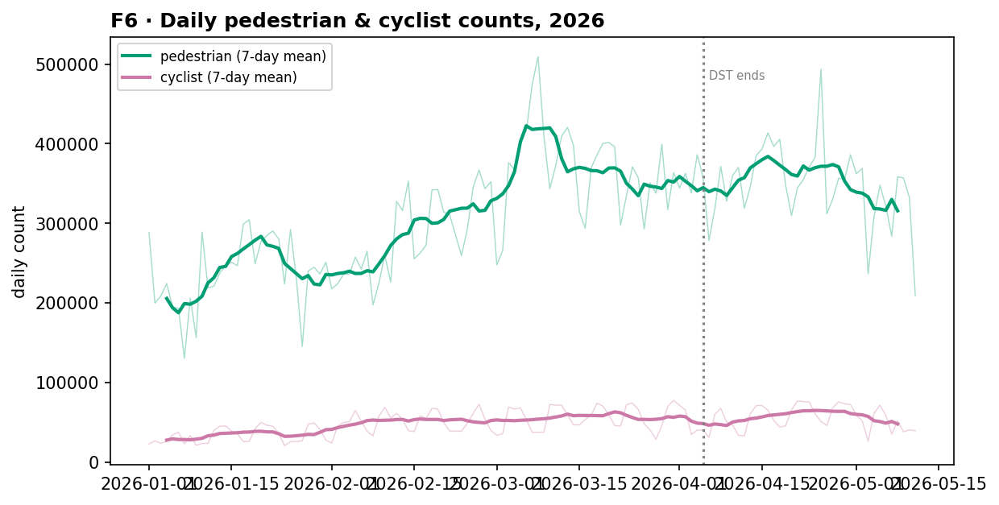 F6 · Daily pedestrian & cyclist counts, 2026
pedestrian (7-day mean)
cyclist (7-day mean)
DST ends
daily count
500000
400000
300000
200000
100000
0
2026-01-01 2026-01-15 2026-02-01 2026-02-15 2026-03-01 2026-03-15 2026-04-01 2026-04-15 2026-05-01 2026-05-15